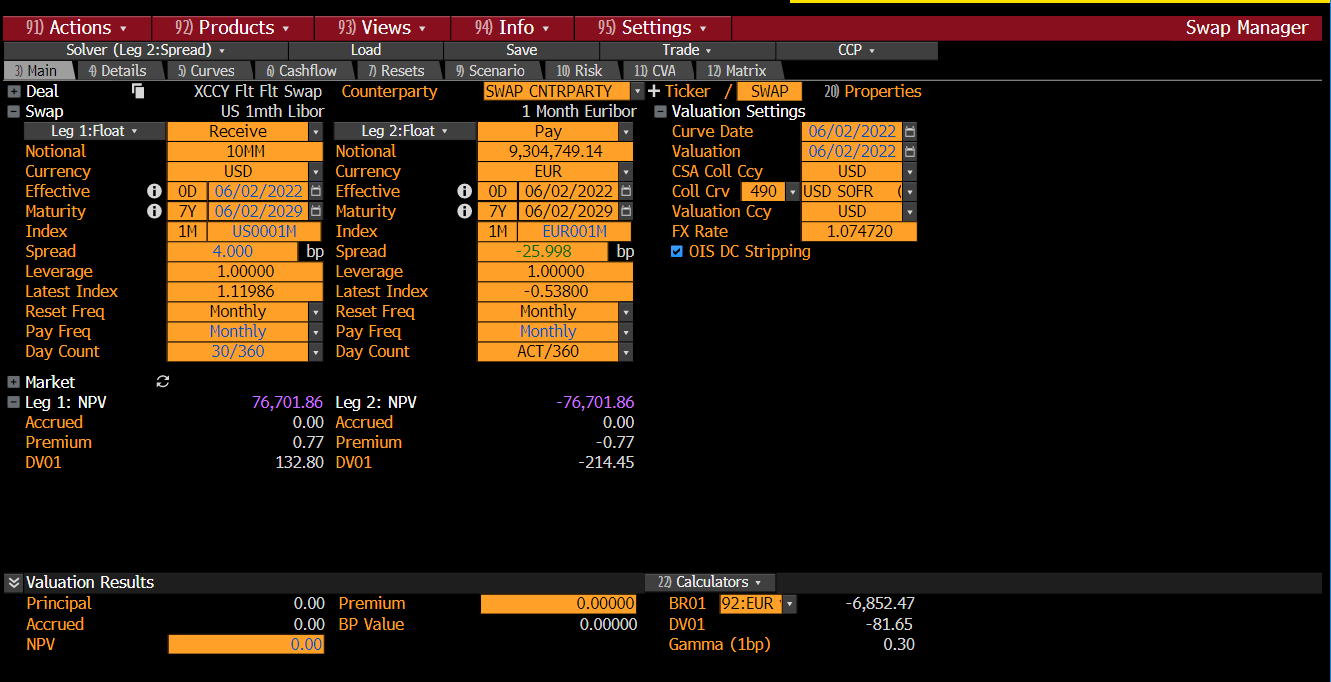 91) Actions 92) Products 93) Views 94) Info 95) Settings Swap Manager
Solver (Leg 2:Spread) Load Save Trade CCP
3) Main 4) Details 5) Curves 6) Cashflow 7) Resets 9) Scenario 10) Risk 11) CVA 12) Matrix
Deal XCCY Flt Flt Swap Counterparty SWAP CNTRPARTY Ticker / SWAP 20) Properties
Swap US 1mth Libor 1 Month Euribor Valuation Settings
Leg 1:Float Receive Leg 2:Float Pay Curve Date 06/02/2022
Notional 10MM Notional 9,304,749.14 Valuation 06/02/2022
Currency USD Currency EUR CSA Coll Ccy USD
Effective 0D 06/02/2022 Effective 0D 06/02/2022 Coll Crv 490 USD SOFR (
Maturity 7Y 06/02/2029 Maturity 7Y 06/02/2029 Valuation Ccy USD
Index 1M US0001M Index 1M EUR001M FX Rate 1.074720
Spread 4.000 bp Spread -25.998 bp OIS DC Stripping
Leverage 1.00000 Leverage 1.00000
Latest Index 1.11986 Latest Index -0.53800
Reset Freq Monthly Reset Freq Monthly
Pay Freq Monthly Pay Freq Monthly
Day Count 30/360 Day Count ACT/360
Market
Leg 1: NPV 76,701.86 Leg 2: NPV -76,701.86
Accrued 0.00 Accrued 0.00
Premium 0.77 Premium -0.77
DV01 132.80 DV01 -214.45
Valuation Results 22) Calculators
Principal 0.00 Premium 0.00000 BR01 92:EUR -6,852.47
Accrued 0.00 BP Value 0.00000 DV01 -81.65
NPV 0.00 Gamma (1bp) 0.30